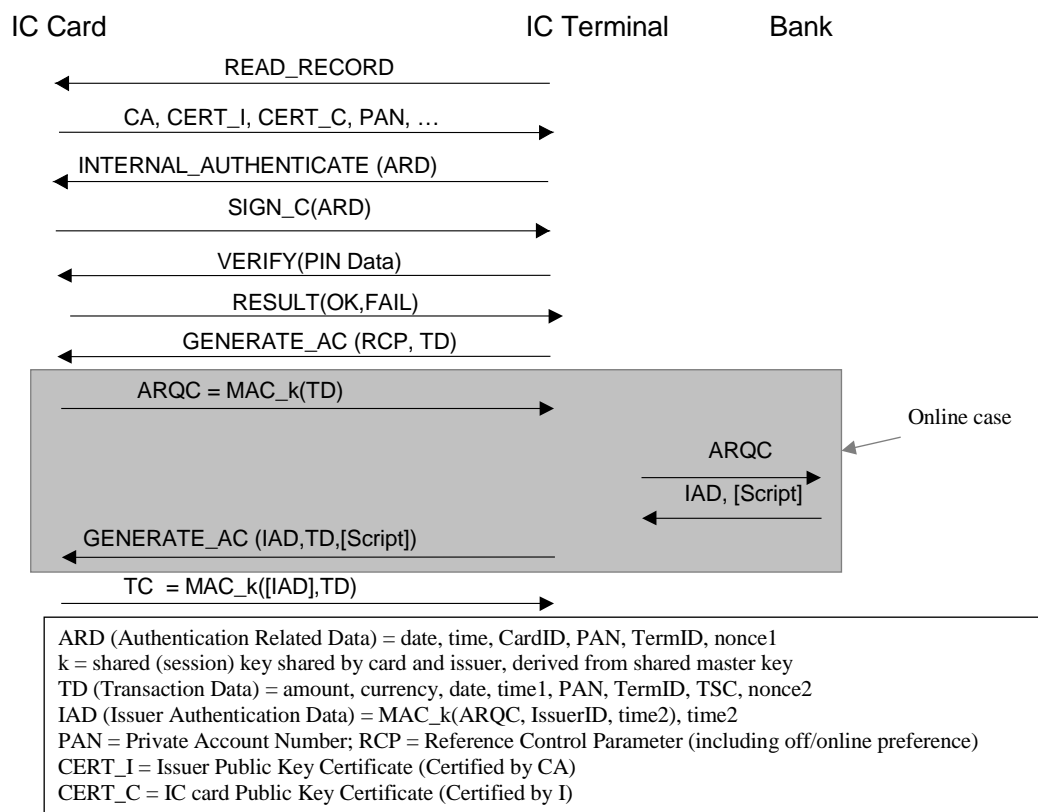 IC Card IC Terminal Bank
READ_RECORD
CA, CERT_I, CERT_C, PAN, …
INTERNAL_AUTHENTICATE (ARD)
SIGN_C(ARD)
VERIFY(PIN Data)
RESULT(OK,FAIL)
GENERATE_AC (RCP, TD)
ARQC = MAC_k(TD)
Online case
ARQC
IAD, [Script]
GENERATE_AC (IAD,TD,[Script])
TC = MAC_k([IAD],TD)
ARD (Authentication Related Data) = date, time, CardID, PAN, TermID, nonce1
k = shared (session) key shared by card and issuer, derived from shared master key
TD (Transaction Data) = amount, currency, date, time1, PAN, TermID, TSC, nonce2
IAD (Issuer Authentication Data) = MAC_k(ARQC, IssuerID, time2), time2
PAN = Private Account Number; RCP = Reference Control Parameter (including off/online preference)
CERT_I = Issuer Public Key Certificate (Certified by CA)
CERT_C = IC card Public Key Certificate (Certified by I)